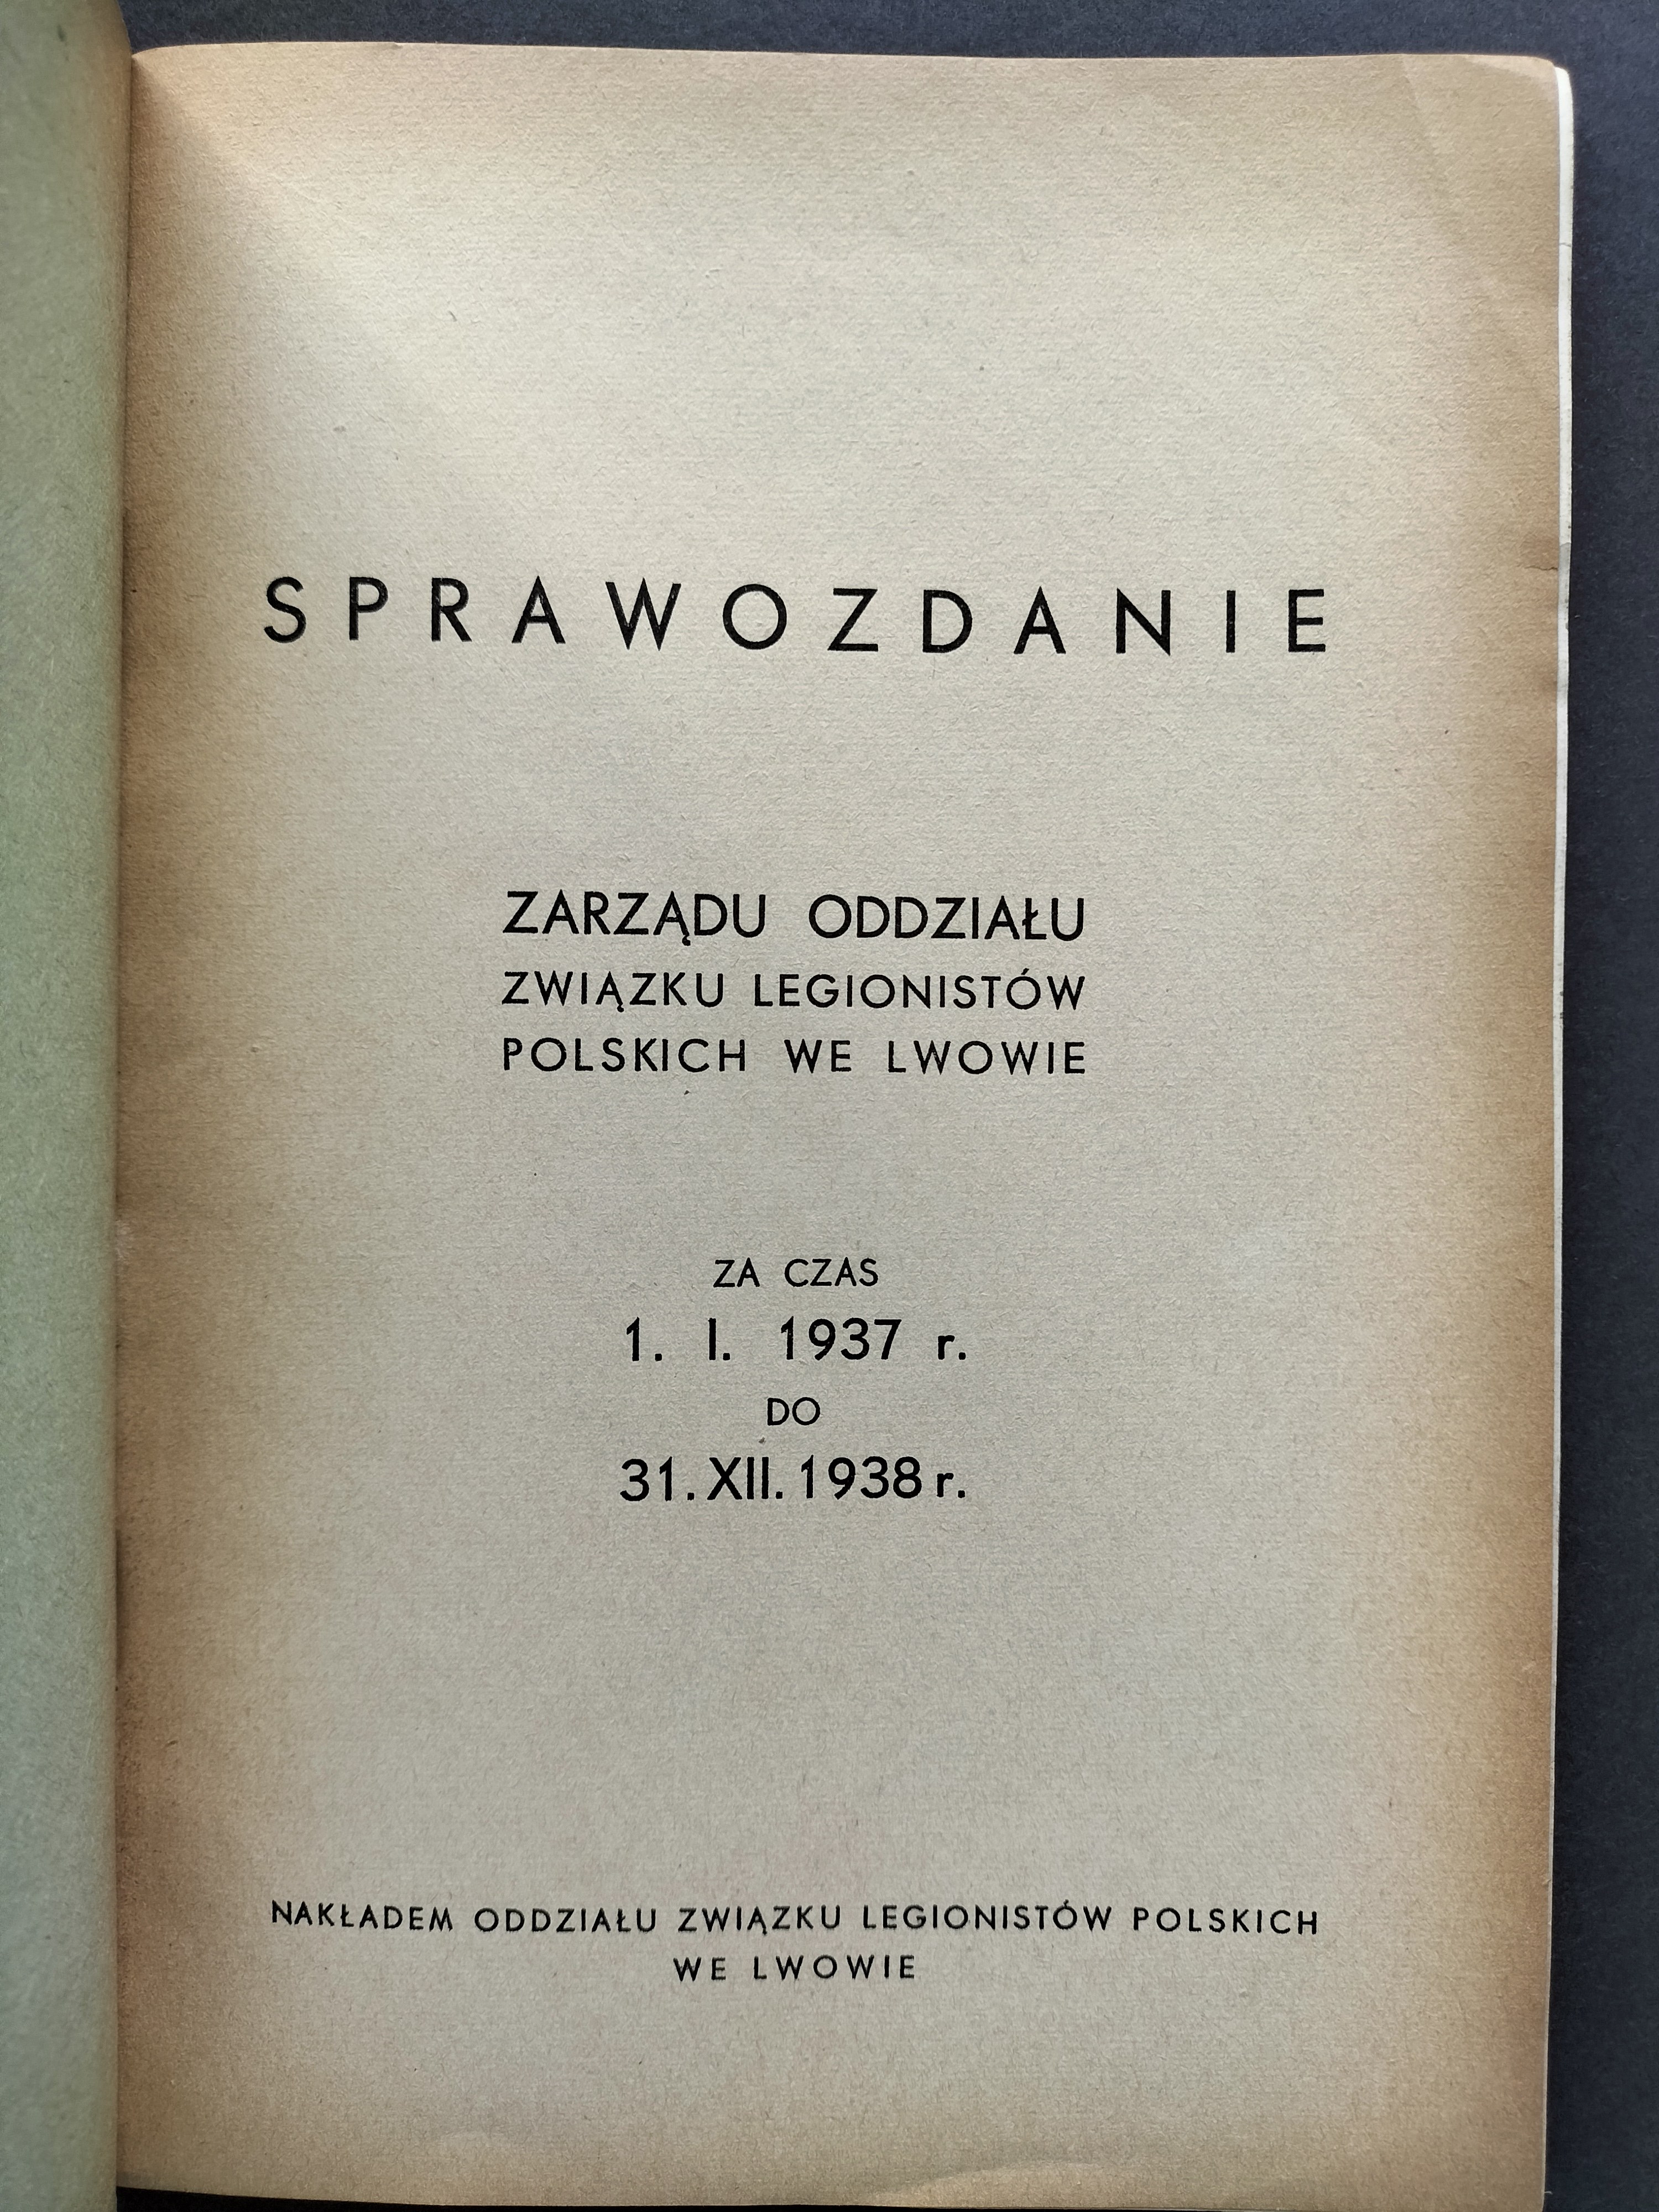 SPRAWOZDANIE
ZARZĄDU ODDZIAŁU
ZWIĄZKU LEGIONISTÓW
POLSKICH WE LWOWIE
ZA CZAS
1. I. 1937 r.
DO
31. XII. 1938 r.
NAKŁADEM ODDZIAŁU ZWIĄZKU LEGIONISTÓW POLSKICH
WE LWOWIE